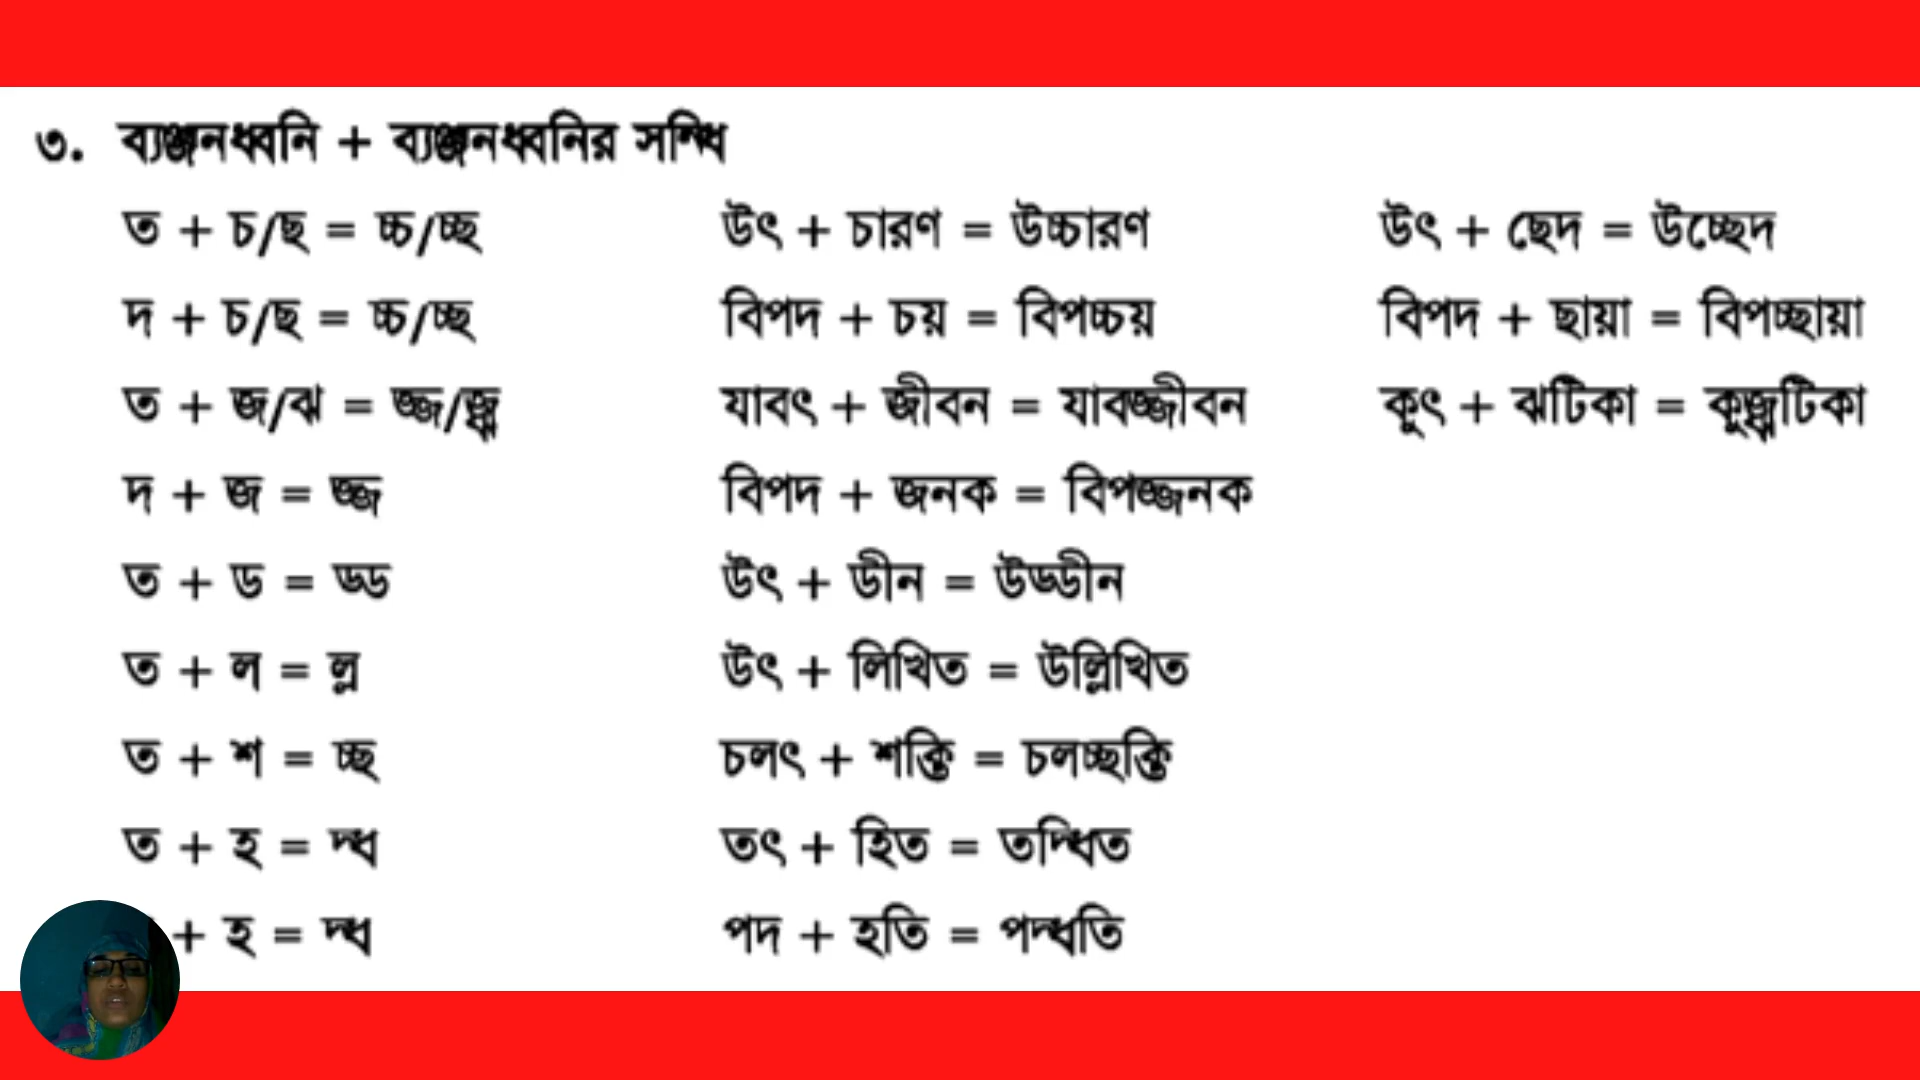 ৩. ব্যঞ্জনধ্বনি + ব্যঞ্জনধ্বনির সন্ধি
ত + চ/ছ = চ্চ/চ্ছ উৎ + চারণ = উচ্চারণ উৎ + ছেদ = উচ্ছেদ
দ + চ/ছ = চ্চ/চ্ছ বিপদ + চয় = বিপচ্চয় বিপদ + ছায়া = বিপচ্ছায়া
ত + জ/ঝ = জ্জ/জ্ঝ যাবৎ + জীবন = যাবজ্জীবন কুৎ + ঝটিকা = কুজ্ঝটিকা
দ + জ = জ্জ বিপদ + জনক = বিপজ্জনক
ত + ড = ড্ড উৎ + ডীন = উড্ডীন
ত + ল = ল্ল উৎ + লিখিত = উল্লিখিত
ত + শ = চ্ছ চলৎ + শক্তি = চলচ্ছক্তি
ত + হ = দ্ধ তৎ + হিত = তদ্ধিত
+ হ = দ্ধ পদ + হতি = পদ্ধতি